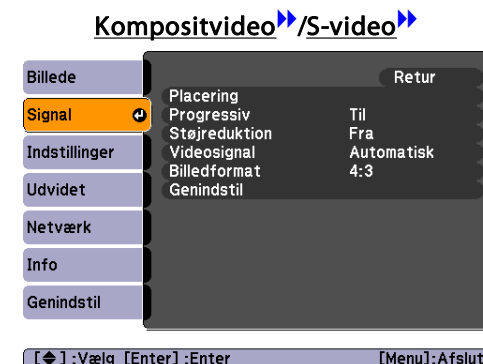 Kompositvideo/S-video
Billede
Signal
Indstillinger
Udvidet
Netværk
Info
Genindstil
Retur
Placering
Progressiv Til
Støjreduktion Fra
Videosignal Automatisk
Billedformat 4:3
Genindstil
[ ] :Vælg [Enter] :Enter [Menu]:Afslut